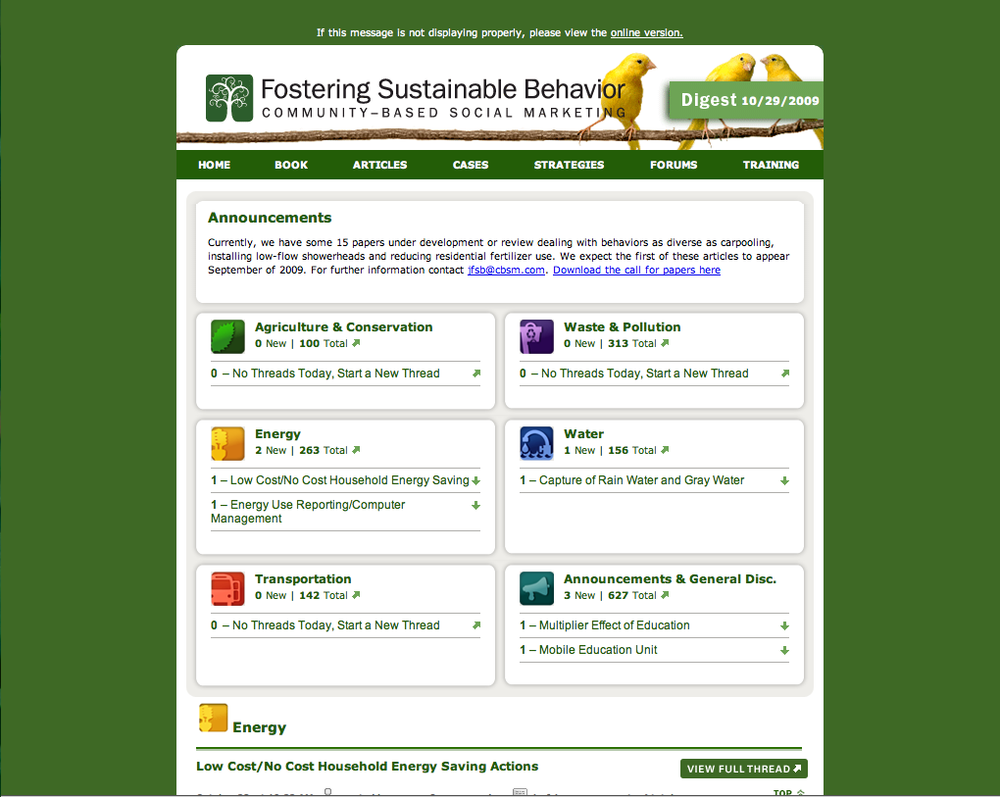 If this message is not displaying properly, please view the online version.
Fostering Sustainable Behavior
COMMUNITY–BASED SOCIAL MARKETING
Digest 10/29/2009
HOME BOOK ARTICLES CASES STRATEGIES FORUMS TRAINING
Announcements
Currently, we have some 15 papers under development or review dealing with behaviors as diverse as carpooling,
installing low-flow showerheads and reducing residential fertilizer use. We expect the first of these articles to appear
September of 2009. For further information contact jfsb@cbsm.com. Download the call for papers here
Agriculture & Conservation
0 New | 100 Total
0 – No Threads Today, Start a New Thread
Waste & Pollution
0 New | 313 Total
0 – No Threads Today, Start a New Thread
Energy
2 New | 263 Total
1 – Low Cost/No Cost Household Energy Saving
1 – Energy Use Reporting/Computer
Management
Water
1 New | 156 Total
1 – Capture of Rain Water and Gray Water
Transportation
0 New | 142 Total
0 – No Threads Today, Start a New Thread
Announcements & General Disc.
3 New | 627 Total
1 – Multiplier Effect of Education
1 – Mobile Education Unit
Energy
Low Cost/No Cost Household Energy Saving Actions
VIEW FULL THREAD
TOP